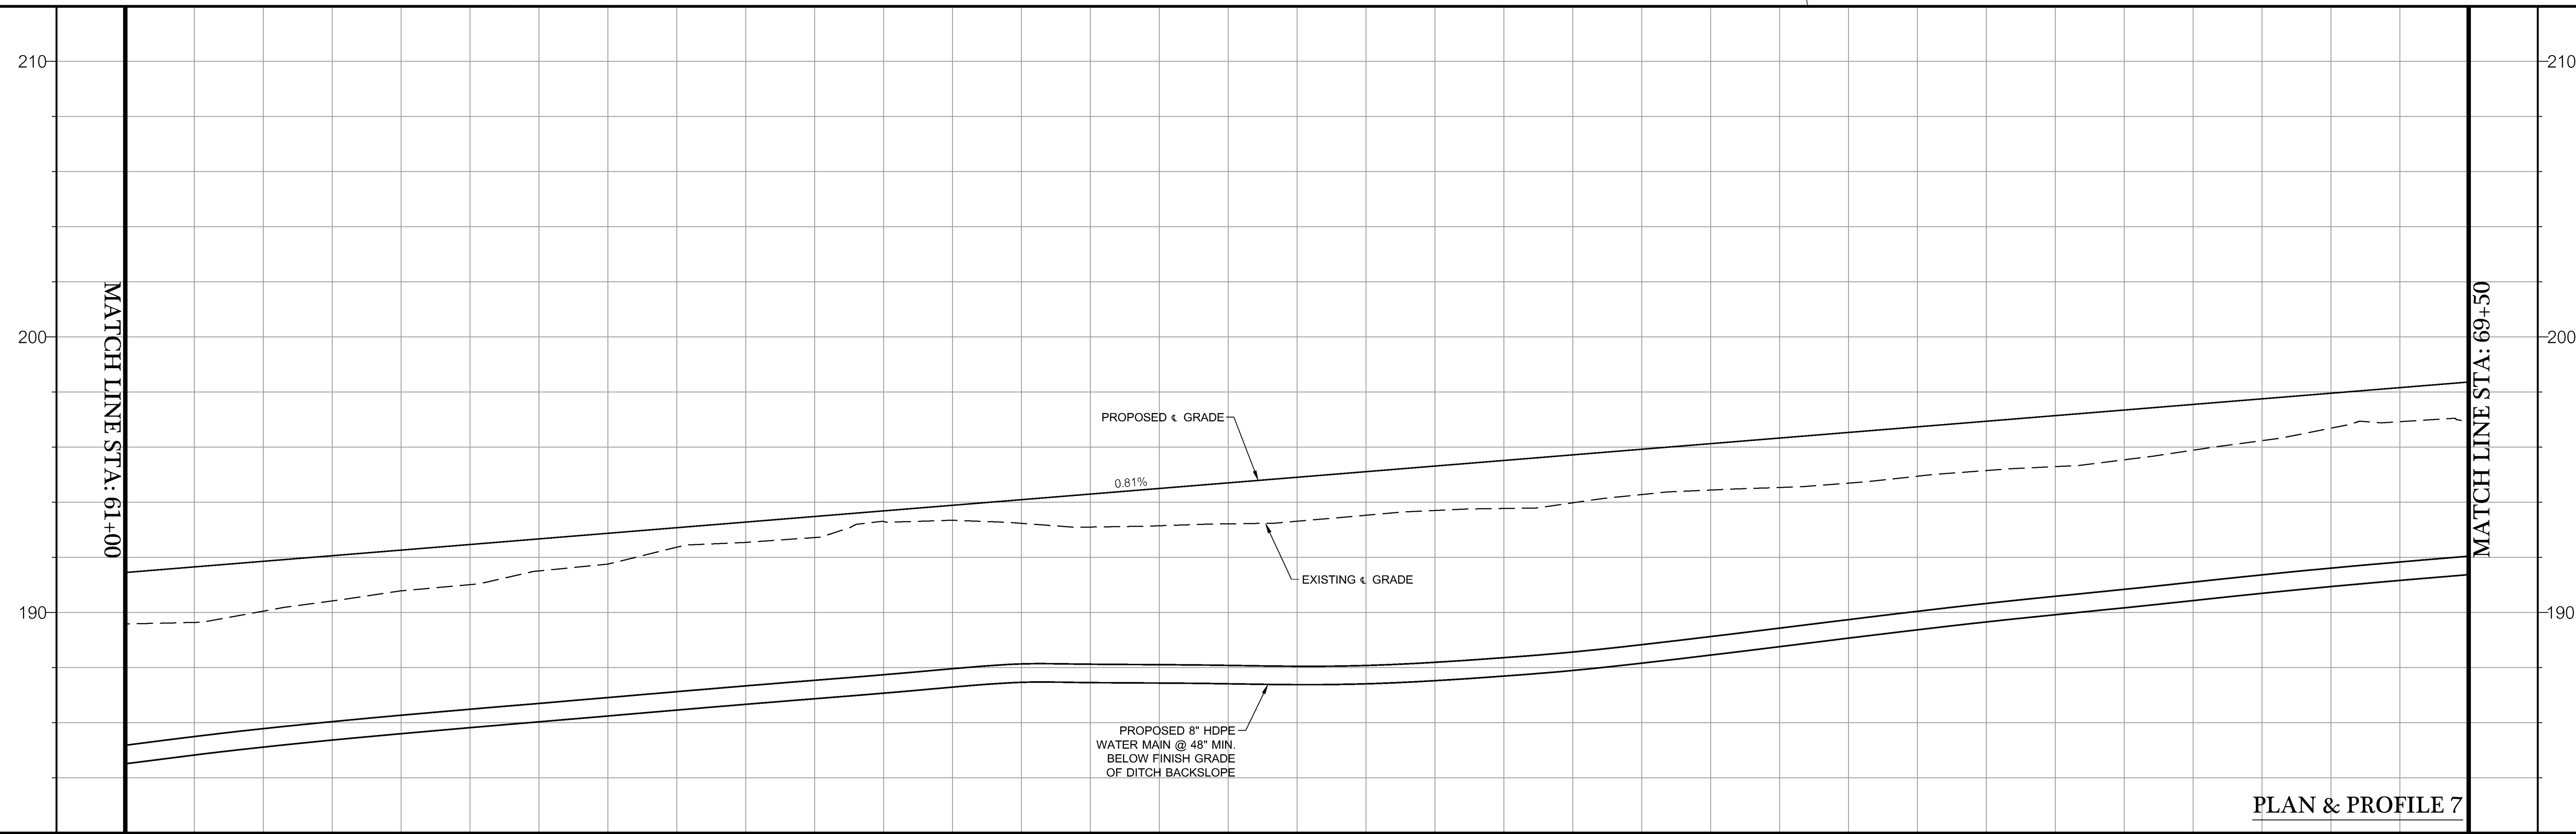 210
210
200
200
MATCH LINE STA: 61+00
MATCH LINE STA: 69+50
PROPOSED ℄ GRADE
0.81%
EXISTING ℄ GRADE
190
190
PROPOSED 8" HDPE
WATER MAIN @ 48" MIN.
BELOW FINISH GRADE
OF DITCH BACKSLOPE
PLAN & PROFILE 7